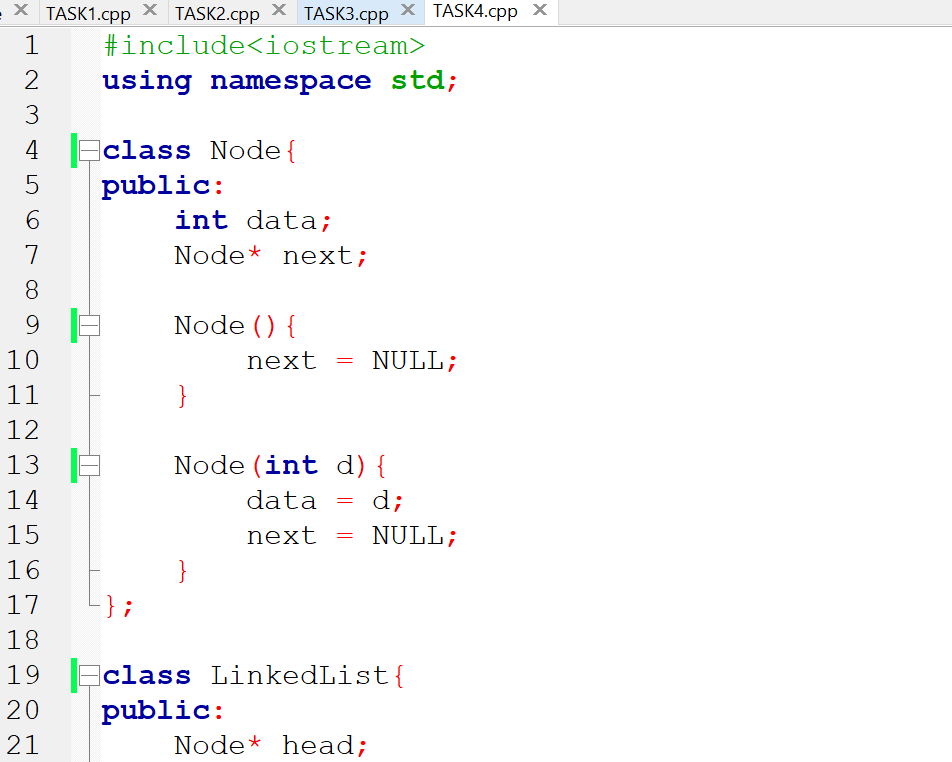 TASK1.cpp TASK2.cpp TASK3.cpp TASK4.cpp
1 #include<iostream>
2 using namespace std;
3
4 class Node{
5 public:
6 int data;
7 Node* next;
8
9 Node(){
10 next = NULL;
11 }
12
13 Node(int d){
14 data = d;
15 next = NULL;
16 }
17 };
18
19 class LinkedList{
20 public:
21 Node* head;